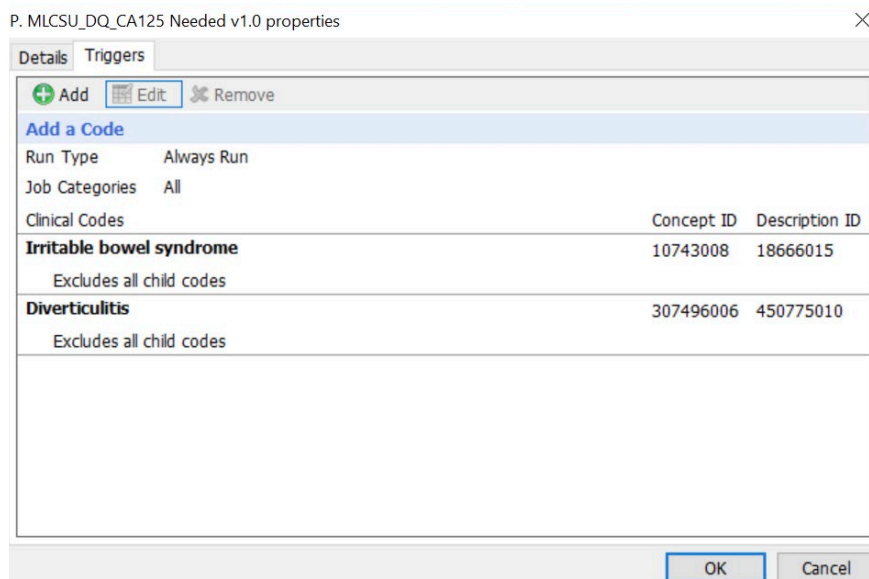 P. MLCSU_DQ_CA125 Needed v1.0 properties
Details Triggers
Add Edit Remove
Add a Code
Run Type Always Run
Job Categories All
Clinical Codes Concept ID Description ID
Irritable bowel syndrome 10743008 18666015
Excludes all child codes
Diverticulitis 307496006 450775010
Excludes all child codes
OK Cancel